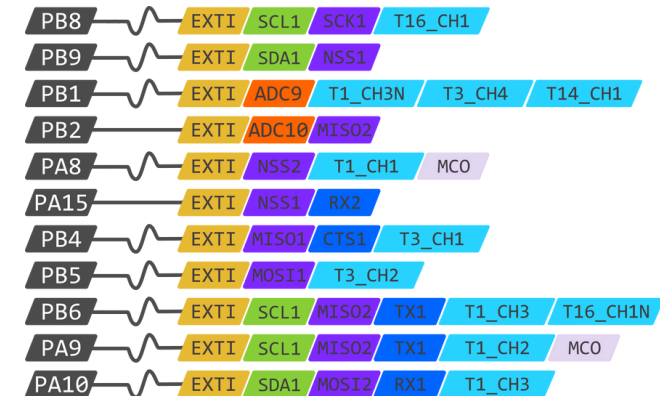 PB8 EXTI SCL1 SCK1 T16_CH1
PB9 EXTI SDA1 NSS1
PB1 EXTI ADC9 T1_CH3N T3_CH4 T14_CH1
PB2 EXTI ADC10 MISO2
PA8 EXTI NSS2 T1_CH1 MCO
PA15 EXTI NSS1 RX2
PB4 EXTI MISO1 CTS1 T3_CH1
PB5 EXTI MOSI1 T3_CH2
PB6 EXTI SCL1 MISO2 TX1 T1_CH3 T16_CH1N
PA9 EXTI SCL1 MISO2 TX1 T1_CH2 MCO
PA10 EXTI SDA1 MOSI2 RX1 T1_CH3